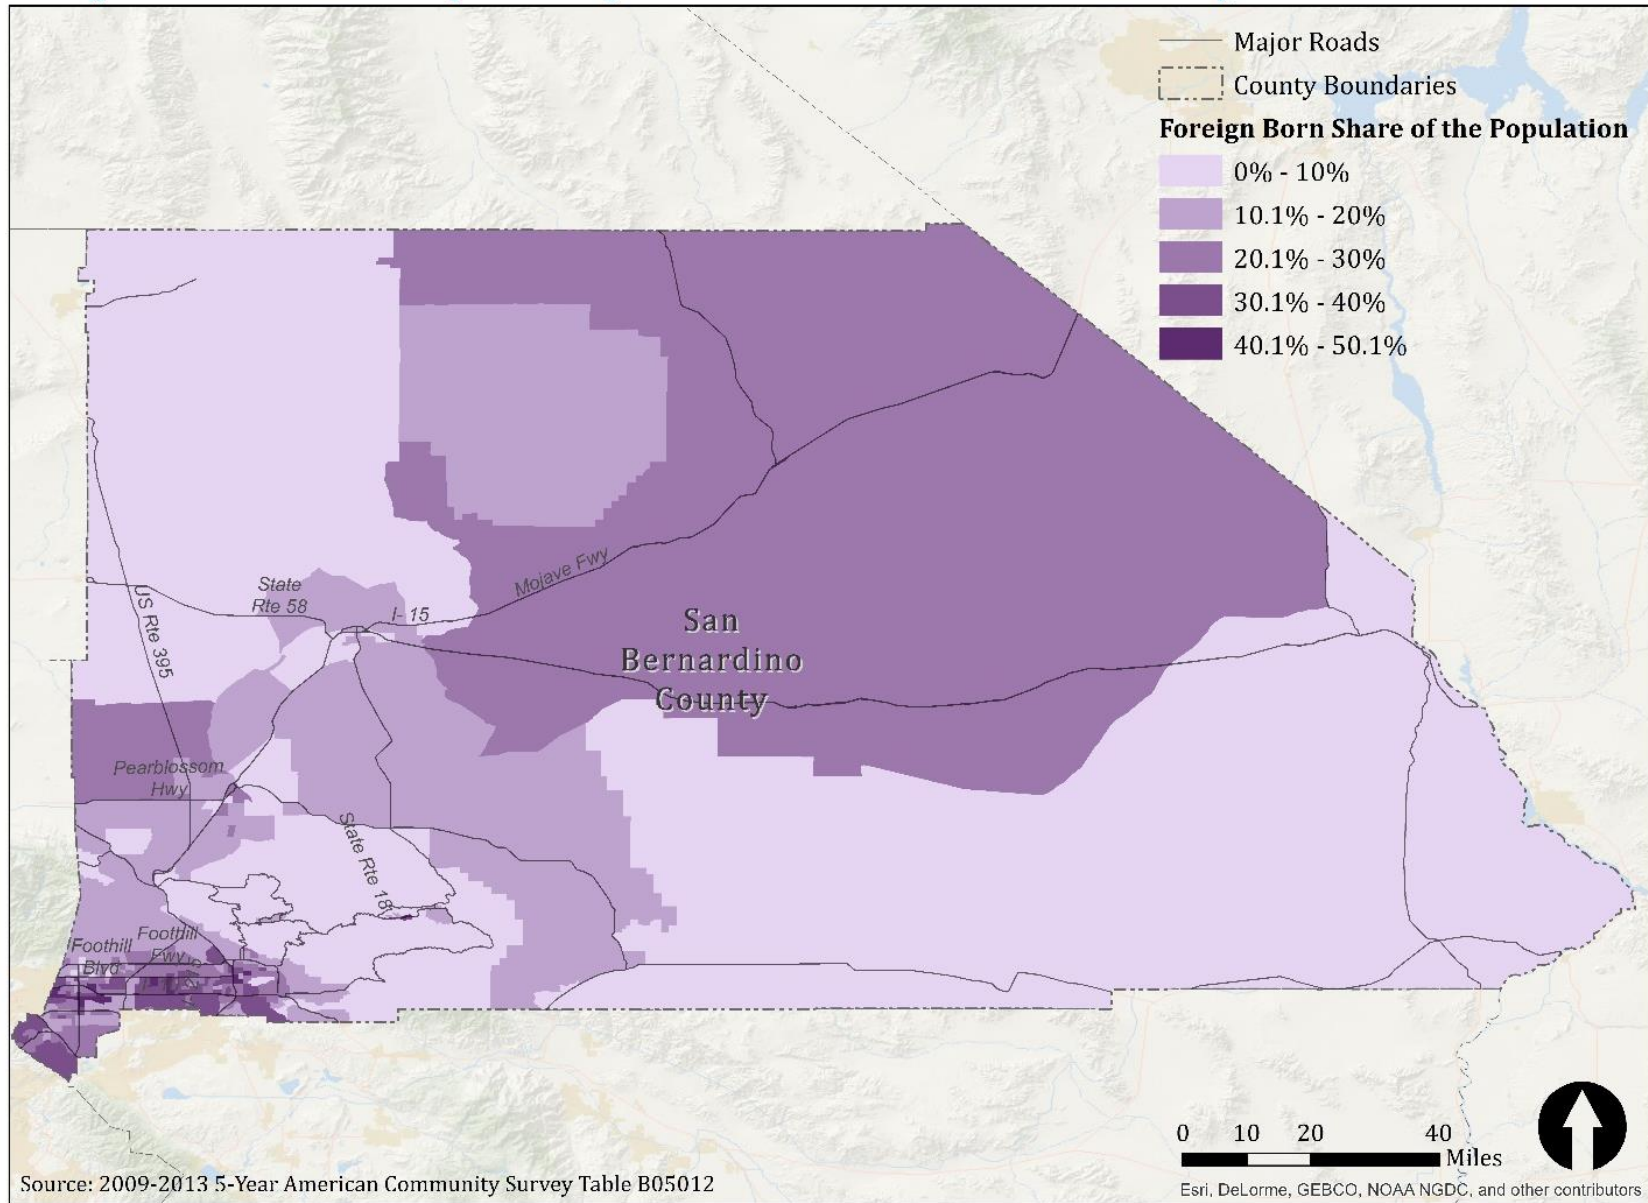 Major Roads
County Boundaries
Foreign Born Share of the Population
0% - 10%
10.1% - 20%
20.1% - 30%
30.1% - 40%
40.1% - 50.1%
Mojave Fwy
State
Rte 58
I- 15
US Rte 395
San
Bernardino
County
Pearblossom
Hwy
State Rte 18
Foothill
Blvd
Foothill
Fwy
0 10 20 40
Miles
Source: 2009-2013 5-Year American Community Survey Table B05012
Esri, DeLorme, GEBCO, NOAA NGDC, and other contributors